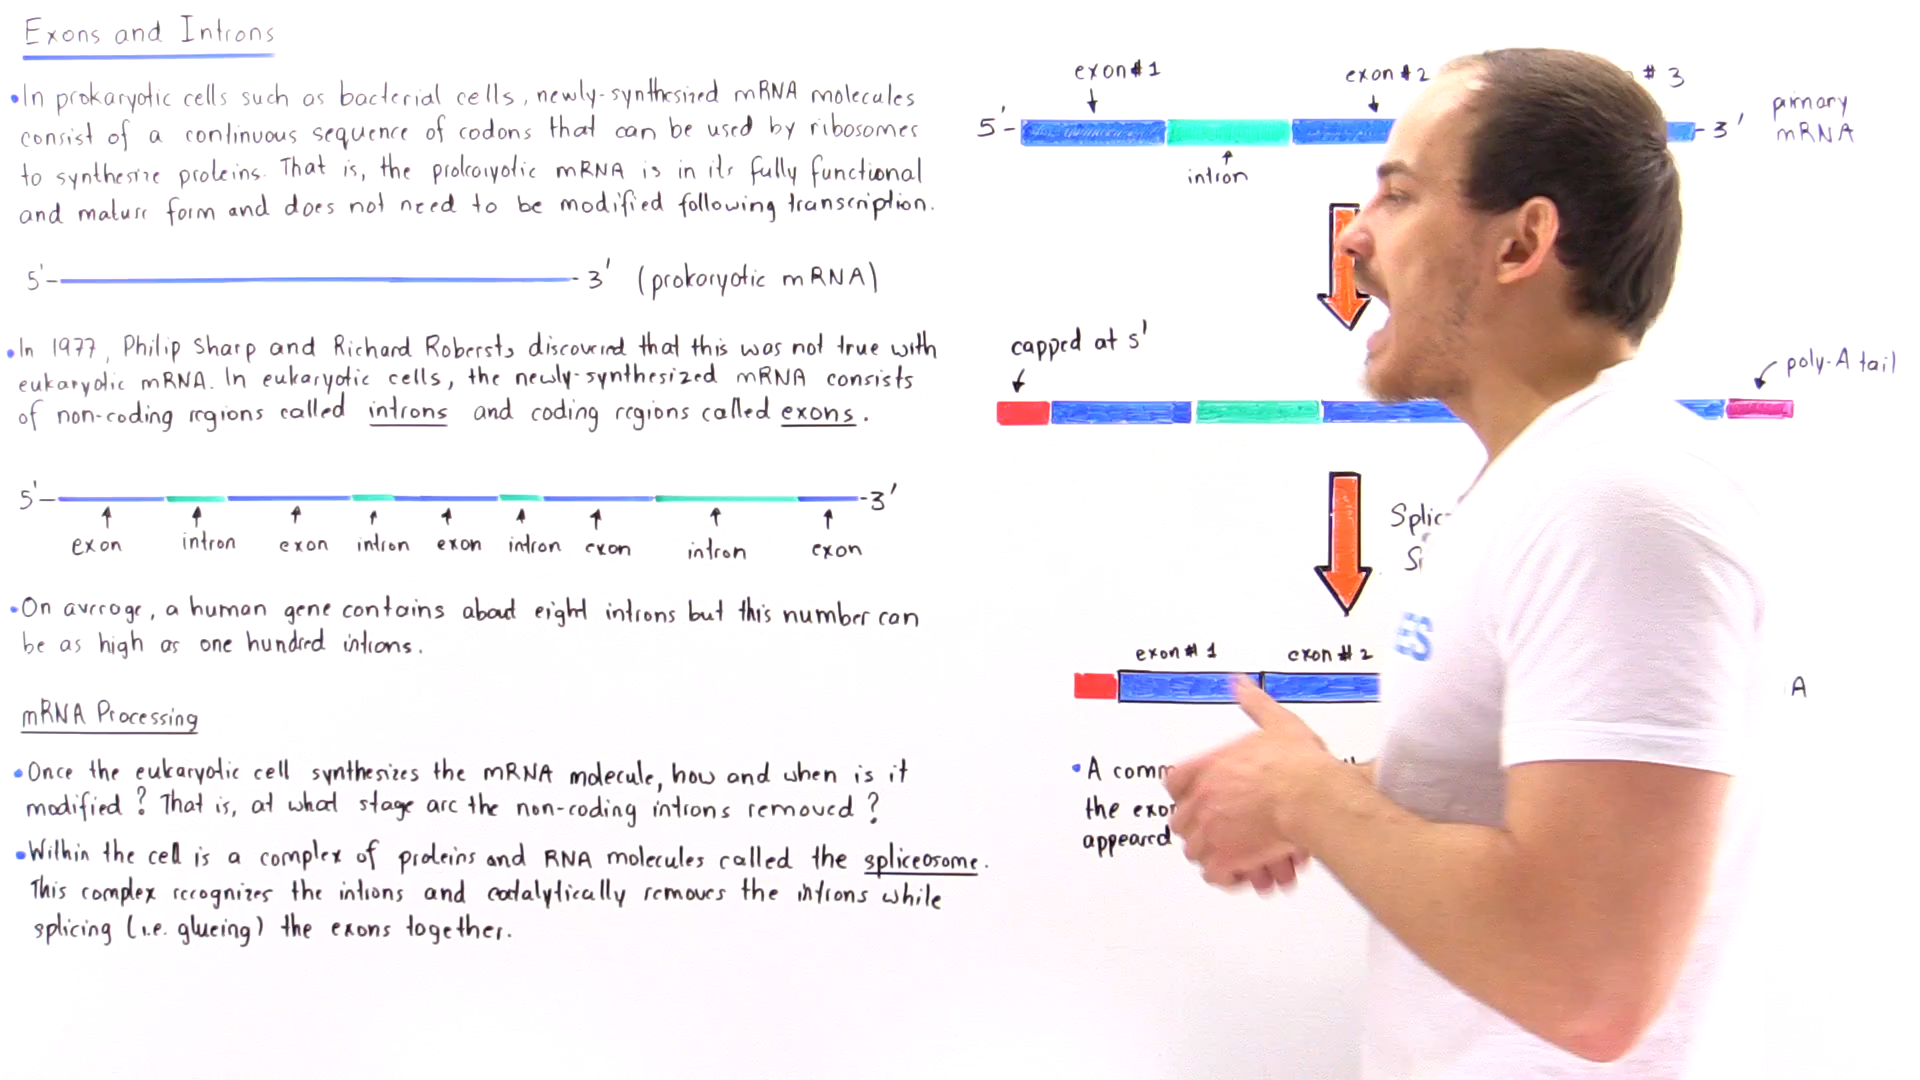 Exons and Introns
•In prokaryotic cells such as bacterial cells, newly-synthesized mRNA molecules
consist of a continuous sequence of codons that can be used by ribosomes
to synthesize proteins. That is, the prokaryotic mRNA is in its fully functional
and mature form and does not need to be modified following transcription.
5'- -3' (prokaryotic mRNA)
•In 1977, Philip Sharp and Richard Robersts discovered that this was not true with
eukaryotic mRNA. In eukaryotic cells, the newly-synthesized mRNA consists
of non-coding regions called introns and coding regions called exons.
5'- -3'
exon intron exon intron exon intron exon intron exon
•On average, a human gene contains about eight introns but this number can
be as high as one hundred introns.
mRNA Processing
•Once the eukaryotic cell synthesizes the mRNA molecule, how and when is it
modified? That is, at what stage are the non-coding introns removed?
•Within the cell is a complex of proteins and RNA molecules called the spliceosome.
This complex recognizes the introns and catalytically removes the introns while
splicing (i.e. glueing) the exons together.
exon #1 exon #2 # 3
5'- -3' primary
mRNA
intron
capped at 5'
poly-A tail
Splic
exon #1 exon #2
A
•A comm
the exon
appeared
ES